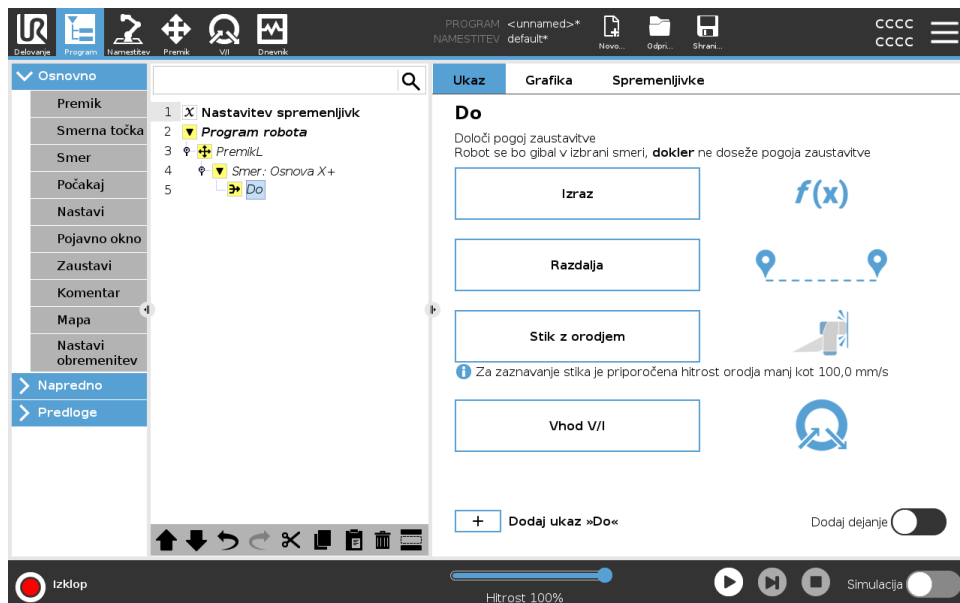 PROGRAM <unnamed>*
NAMESTITEV default*
CCCC
CCCC
Delovanje
Program
Namestitev
Premik
V/I
Dnevnik
Novo...
Odpri...
Shrani...
Osnovno
Premik
Smerna točka
Smer
Počakaj
Nastavi
Pojavno okno
Zaustavi
Komentar
Mapa
Nastavi
obremenitev
Napredno
Predloge
1 X Nastavitev spremenljivk
2 Program robota
3 PremikL
4 Smer: Osnova X+
5 Do
Ukaz Grafika Spremenljivke
Do
Določi pogoj zaustavitve
Robot se bo gibal v izbrani smeri, dokler ne doseže pogoja zaustavitve
Izraz
f(x)
Razdalja
Stik z orodjem
Za zaznavanje stika je priporočena hitrost orodja manj kot 100,0 mm/s
Vhod V/I
+ Dodaj ukaz »Do«
Dodaj dejanje
Izklop
Hitrost 100%
Simulacija